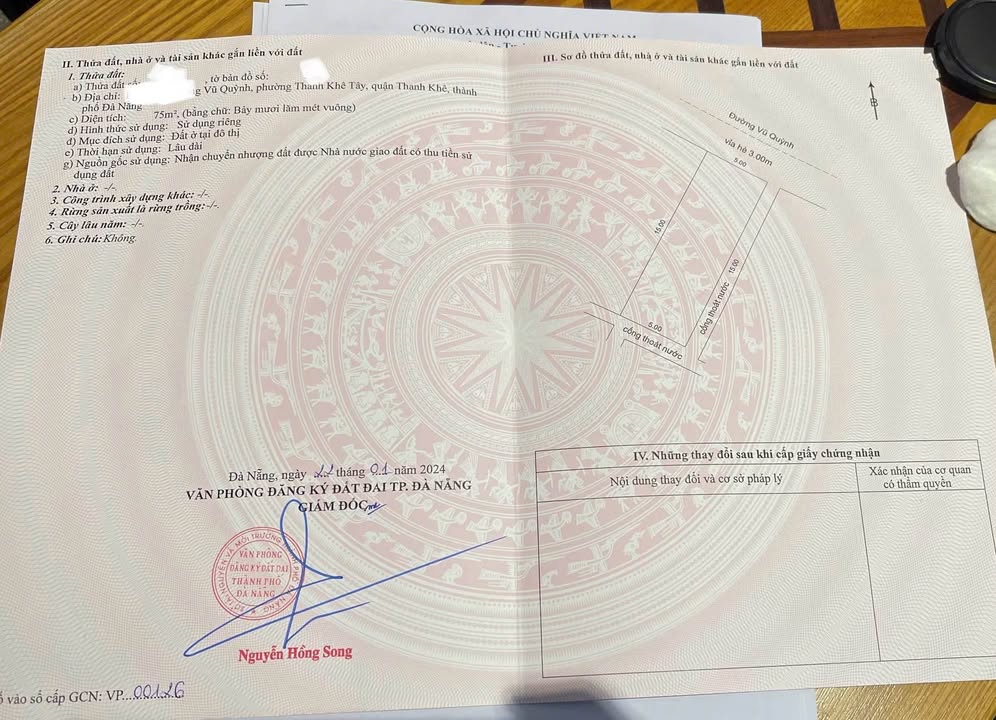 CỘNG HÒA XÃ HỘI CHỦ NGHĨA VIỆT NAM
II. Thửa đất, nhà ở và tài sản khác gắn liền với đất
1. Thửa đất:
a) Thửa đất , tờ bản đồ số:
b) Địa chỉ: Vũ Quỳnh, phường Thanh Khê Tây, quận Thanh Khê, thành
phố Đà Nẵng
c) Diện tích: 75m², (bằng chữ: Bảy mươi lăm mét vuông)
d) Hình thức sử dụng: Sử dụng riêng
đ) Mục đích sử dụng: Đất ở tại đô thị
e) Thời hạn sử dụng: Lâu dài
g) Nguồn gốc sử dụng: Nhận chuyển nhượng đất được Nhà nước giao đất có thu tiền sử
dụng đất
2. Nhà ở: -/-
3. Công trình xây dựng khác: -/-.
4. Rừng sản xuất là rừng trồng:-/-.
5. Cây lâu năm: -/-.
6. Ghi chú: Không.
Đà Nẵng, ngày 22 tháng 01 năm 2024
VĂN PHÒNG ĐĂNG KÝ ĐẤT ĐAI TP. ĐÀ NẴNG
GIÁM ĐỐC
VĂN PHÒNG
ĐĂNG KÝ ĐẤT ĐAI
THÀNH PHỐ
ĐÀ NẴNG
Nguyễn Hồng Song
vào sổ cấp GCN: VP...00126
III. Sơ đồ thửa đất, nhà ở và tài sản khác gắn liền với đất
B
Đường Vũ Quỳnh
vỉa hè 3.00m
5.00
15.00
15.00
cống thoát nước
5.00
cống thoát nước
IV. Những thay đổi sau khi cấp giấy chứng nhận
Nội dung thay đổi và cơ sở pháp lý
Xác nhận của cơ quan
có thẩm quyền